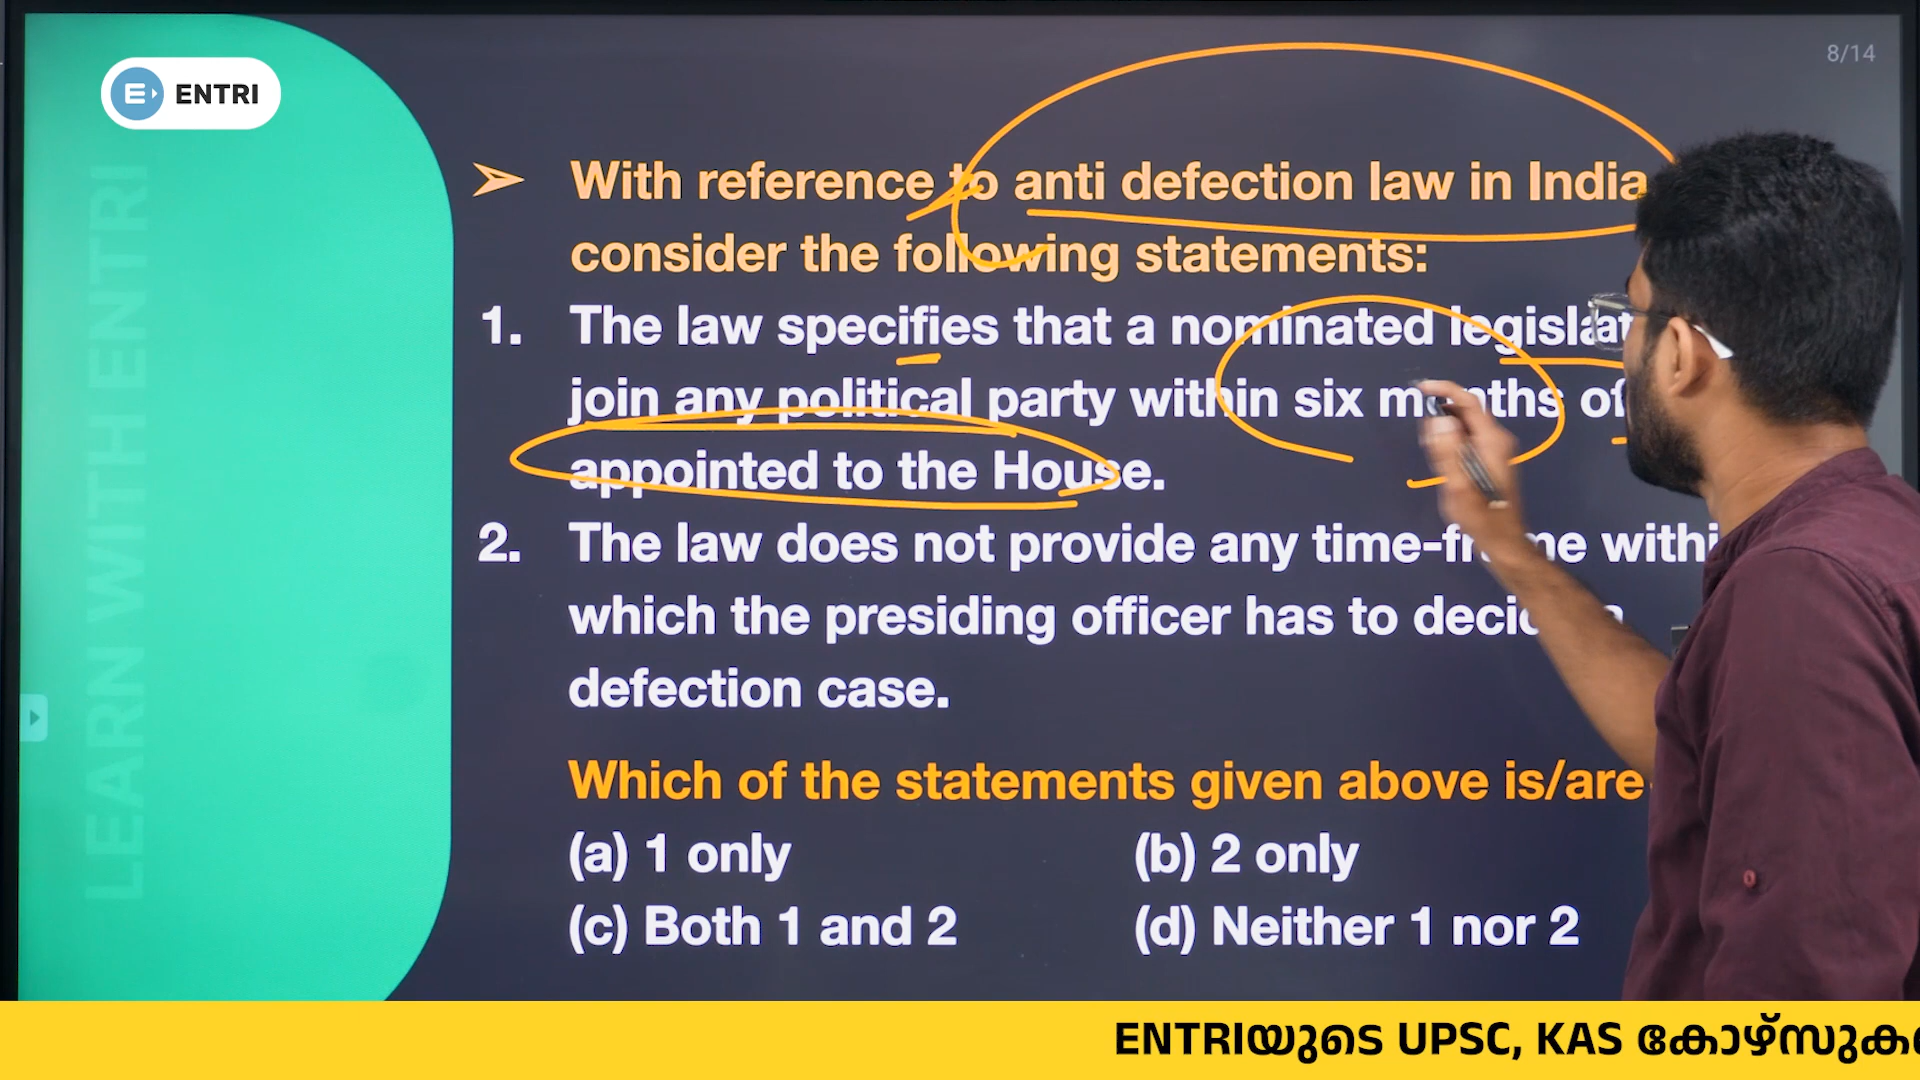 8/14
ENTRI
LEARN WITH ENTRI
➢ With reference to anti defection law in India
consider the following statements:
1. The law specifies that a nominated
join any political party within six months of
appointed to the House.
2. The law does not provide any time-frame
which the presiding officer has to
defection case.
Which of the statements given above is/are
(a) 1 only (b) 2 only
(c) Both 1 and 2 (d) Neither 1 nor 2
ENTRIയുടെ UPSC, KAS